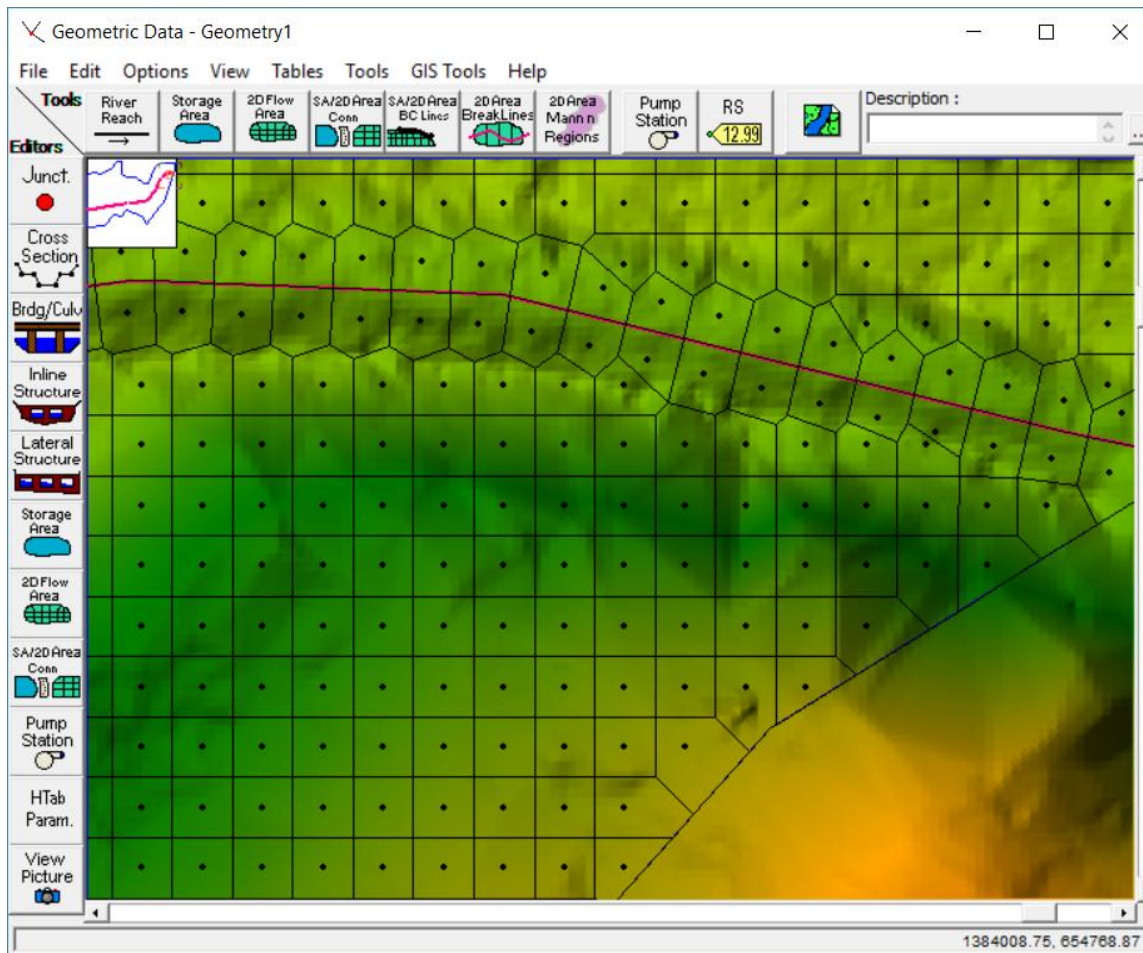 Geometric Data - Geometry1
File Edit Options View Tables Tools GIS Tools Help
Tools
Editors
River
Reach
Storage
Area
2D Flow
Area
SA/2D Area
Conn
SA/2D Area
BC Lines
2D Area
BreakLines
2D Area
Mann n
Regions
Pump
Station
RS
12.99
Description :
...
Junct.
Cross
Section
Brdg/Culv
Inline
Structure
Lateral
Structure
Storage
Area
2D Flow
Area
SA/2D Area
Conn
Pump
Station
HTab
Param.
View
Picture
1384008.75, 654768.87